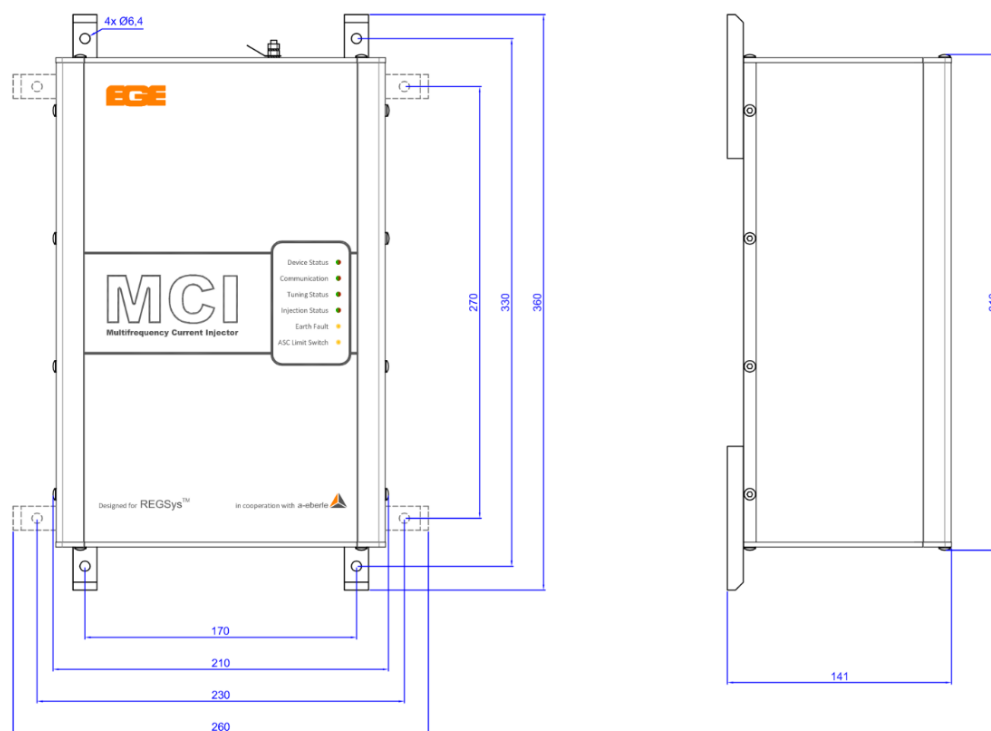 4x Ø6,4
EGE
Device Status
Communication
Tuning Status
Injection Status
Earth Fault
ASC Limit Switch
MCI
Multifrequency Current Injector
Designed for REGSys™
in cooperation with a-eberle
270
330
360
170
210
230
260
141